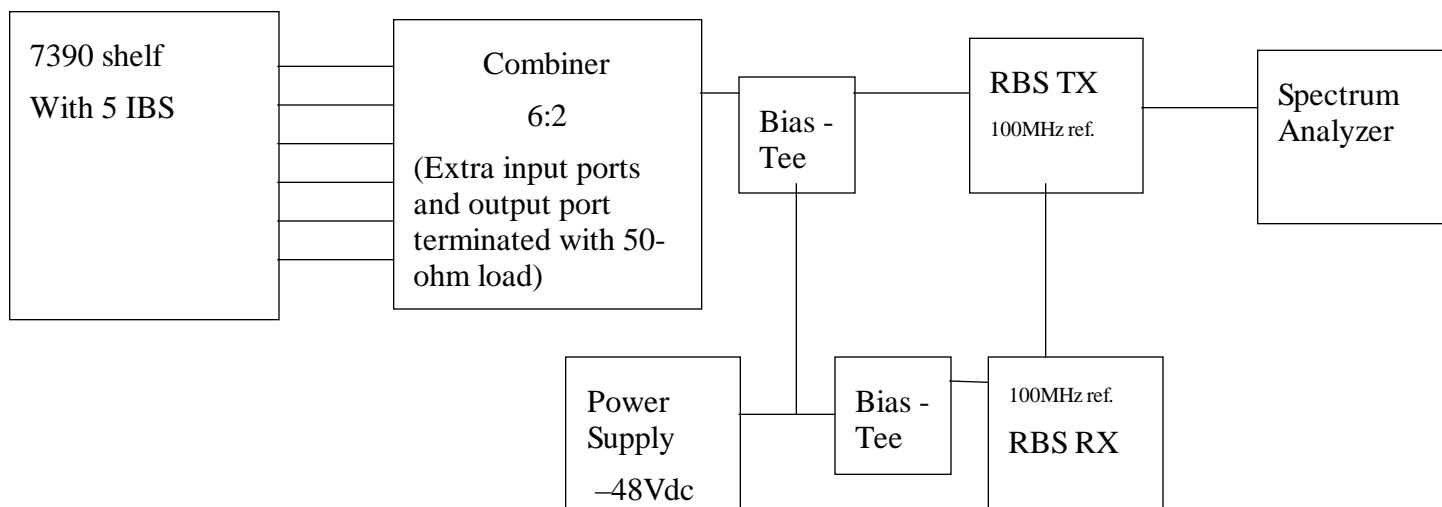 7390 shelf
With 5 IBS
Combiner
6:2
(Extra input ports
and output port
terminated with 50-
ohm load)
Bias -
Tee
RBS TX
100MHz ref.
Spectrum
Analyzer
Power
Supply
–48Vdc
Bias -
Tee
100MHz ref.
RBS RX